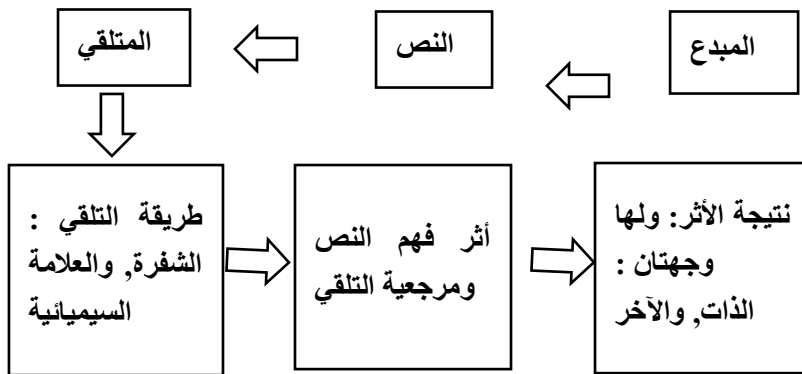 المبدع
النص
المتلقي
طريقة التلقي :
الشفرة, والعلامة
السيميائية
أثر فهم النص
ومرجعية التلقي
نتيجة الأثر: ولها
وجهتان :
الذات, والآخر